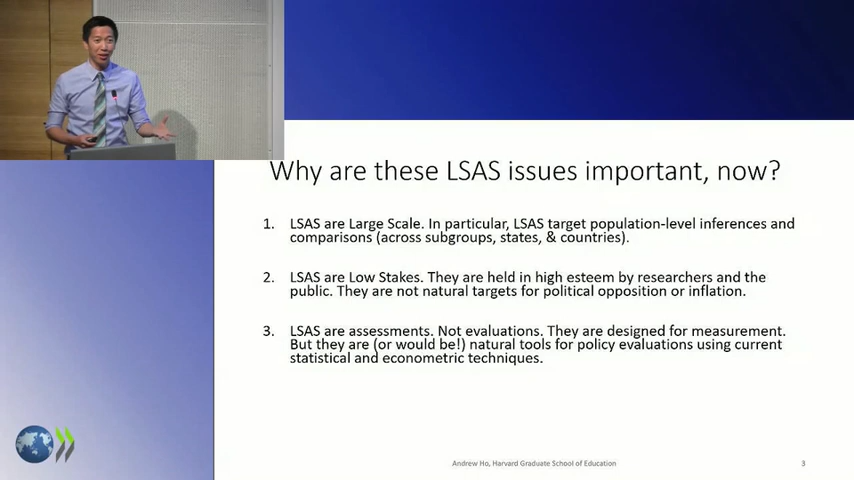 Why are these LSAS issues important, now?
1. LSAS are Large Scale. In particular, LSAS target population-level inferences and
comparisons (across subgroups, states, & countries).
2. LSAS are Low Stakes. They are held in high esteem by researchers and the
public. They are not natural targets for political opposition or inflation.
3. LSAS are assessments. Not evaluations. They are designed for measurement.
But they are (or would be!) natural tools for policy evaluations using current
statistical and econometric techniques.
Andrew Ho, Harvard Graduate School of Education
3